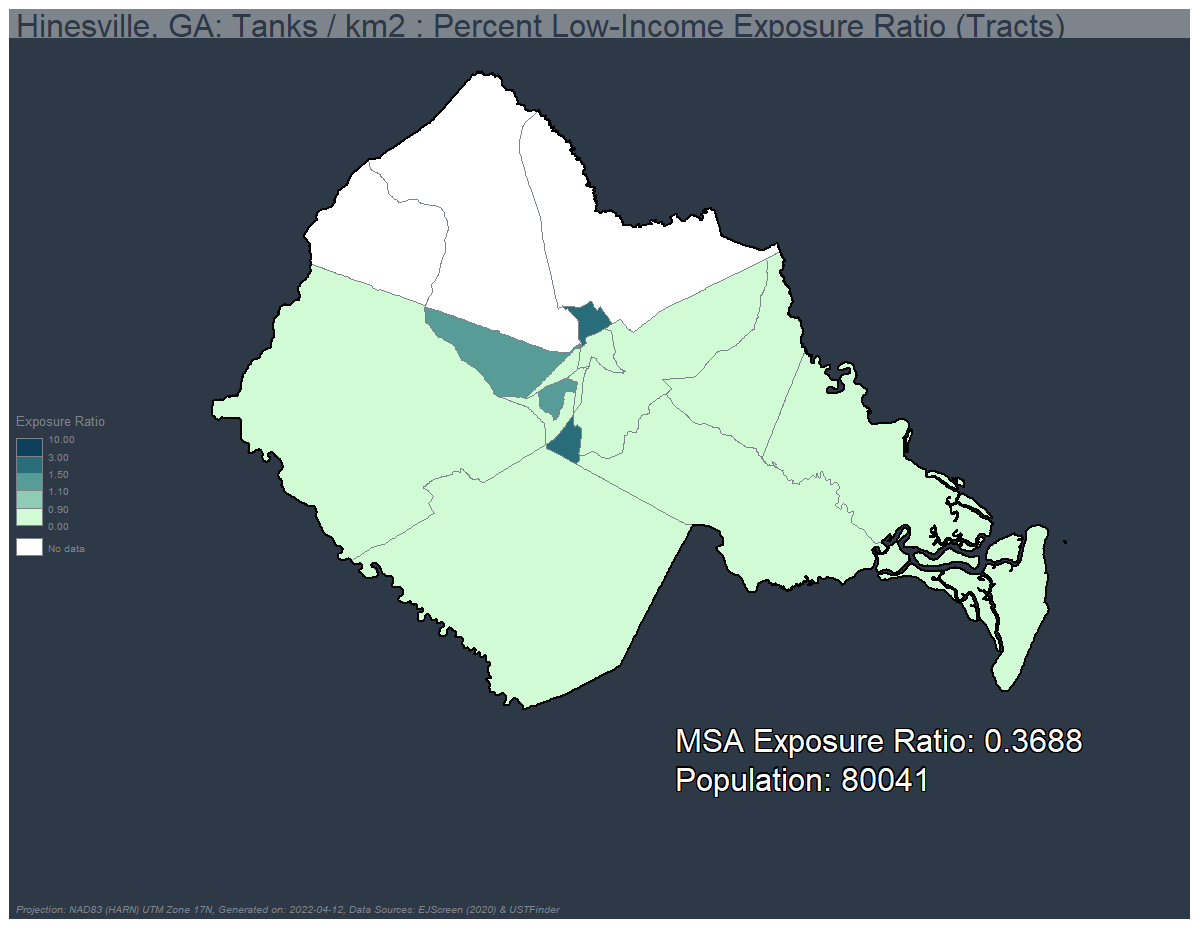 Hinesville, GA: Tanks / km2 : Percent Low-Income Exposure Ratio (Tracts)
Exposure Ratio
10.00
3.00
1.50
1.10
0.90
0.00
No data
MSA Exposure Ratio: 0.3688
Population: 80041
Projection: NAD83 (HARN) UTM Zone 17N, Generated on: 2022-04-12, Data Sources: EJScreen (2020) & USTFinder